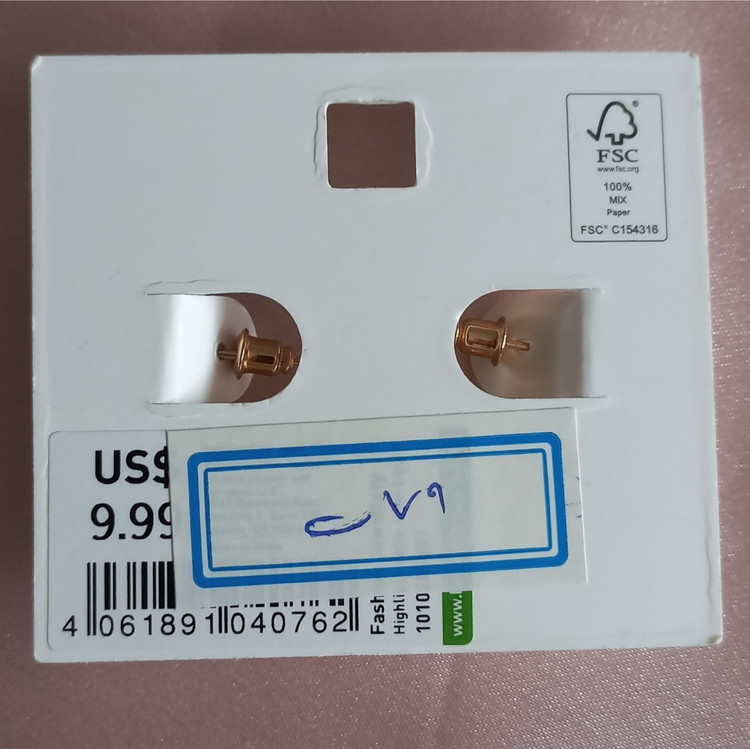 FSC
www.fsc.org
100%
MIX
Paper
FSC® C154316
US$
9.99
4 061891 040762
Fash
Highli
1010
www.